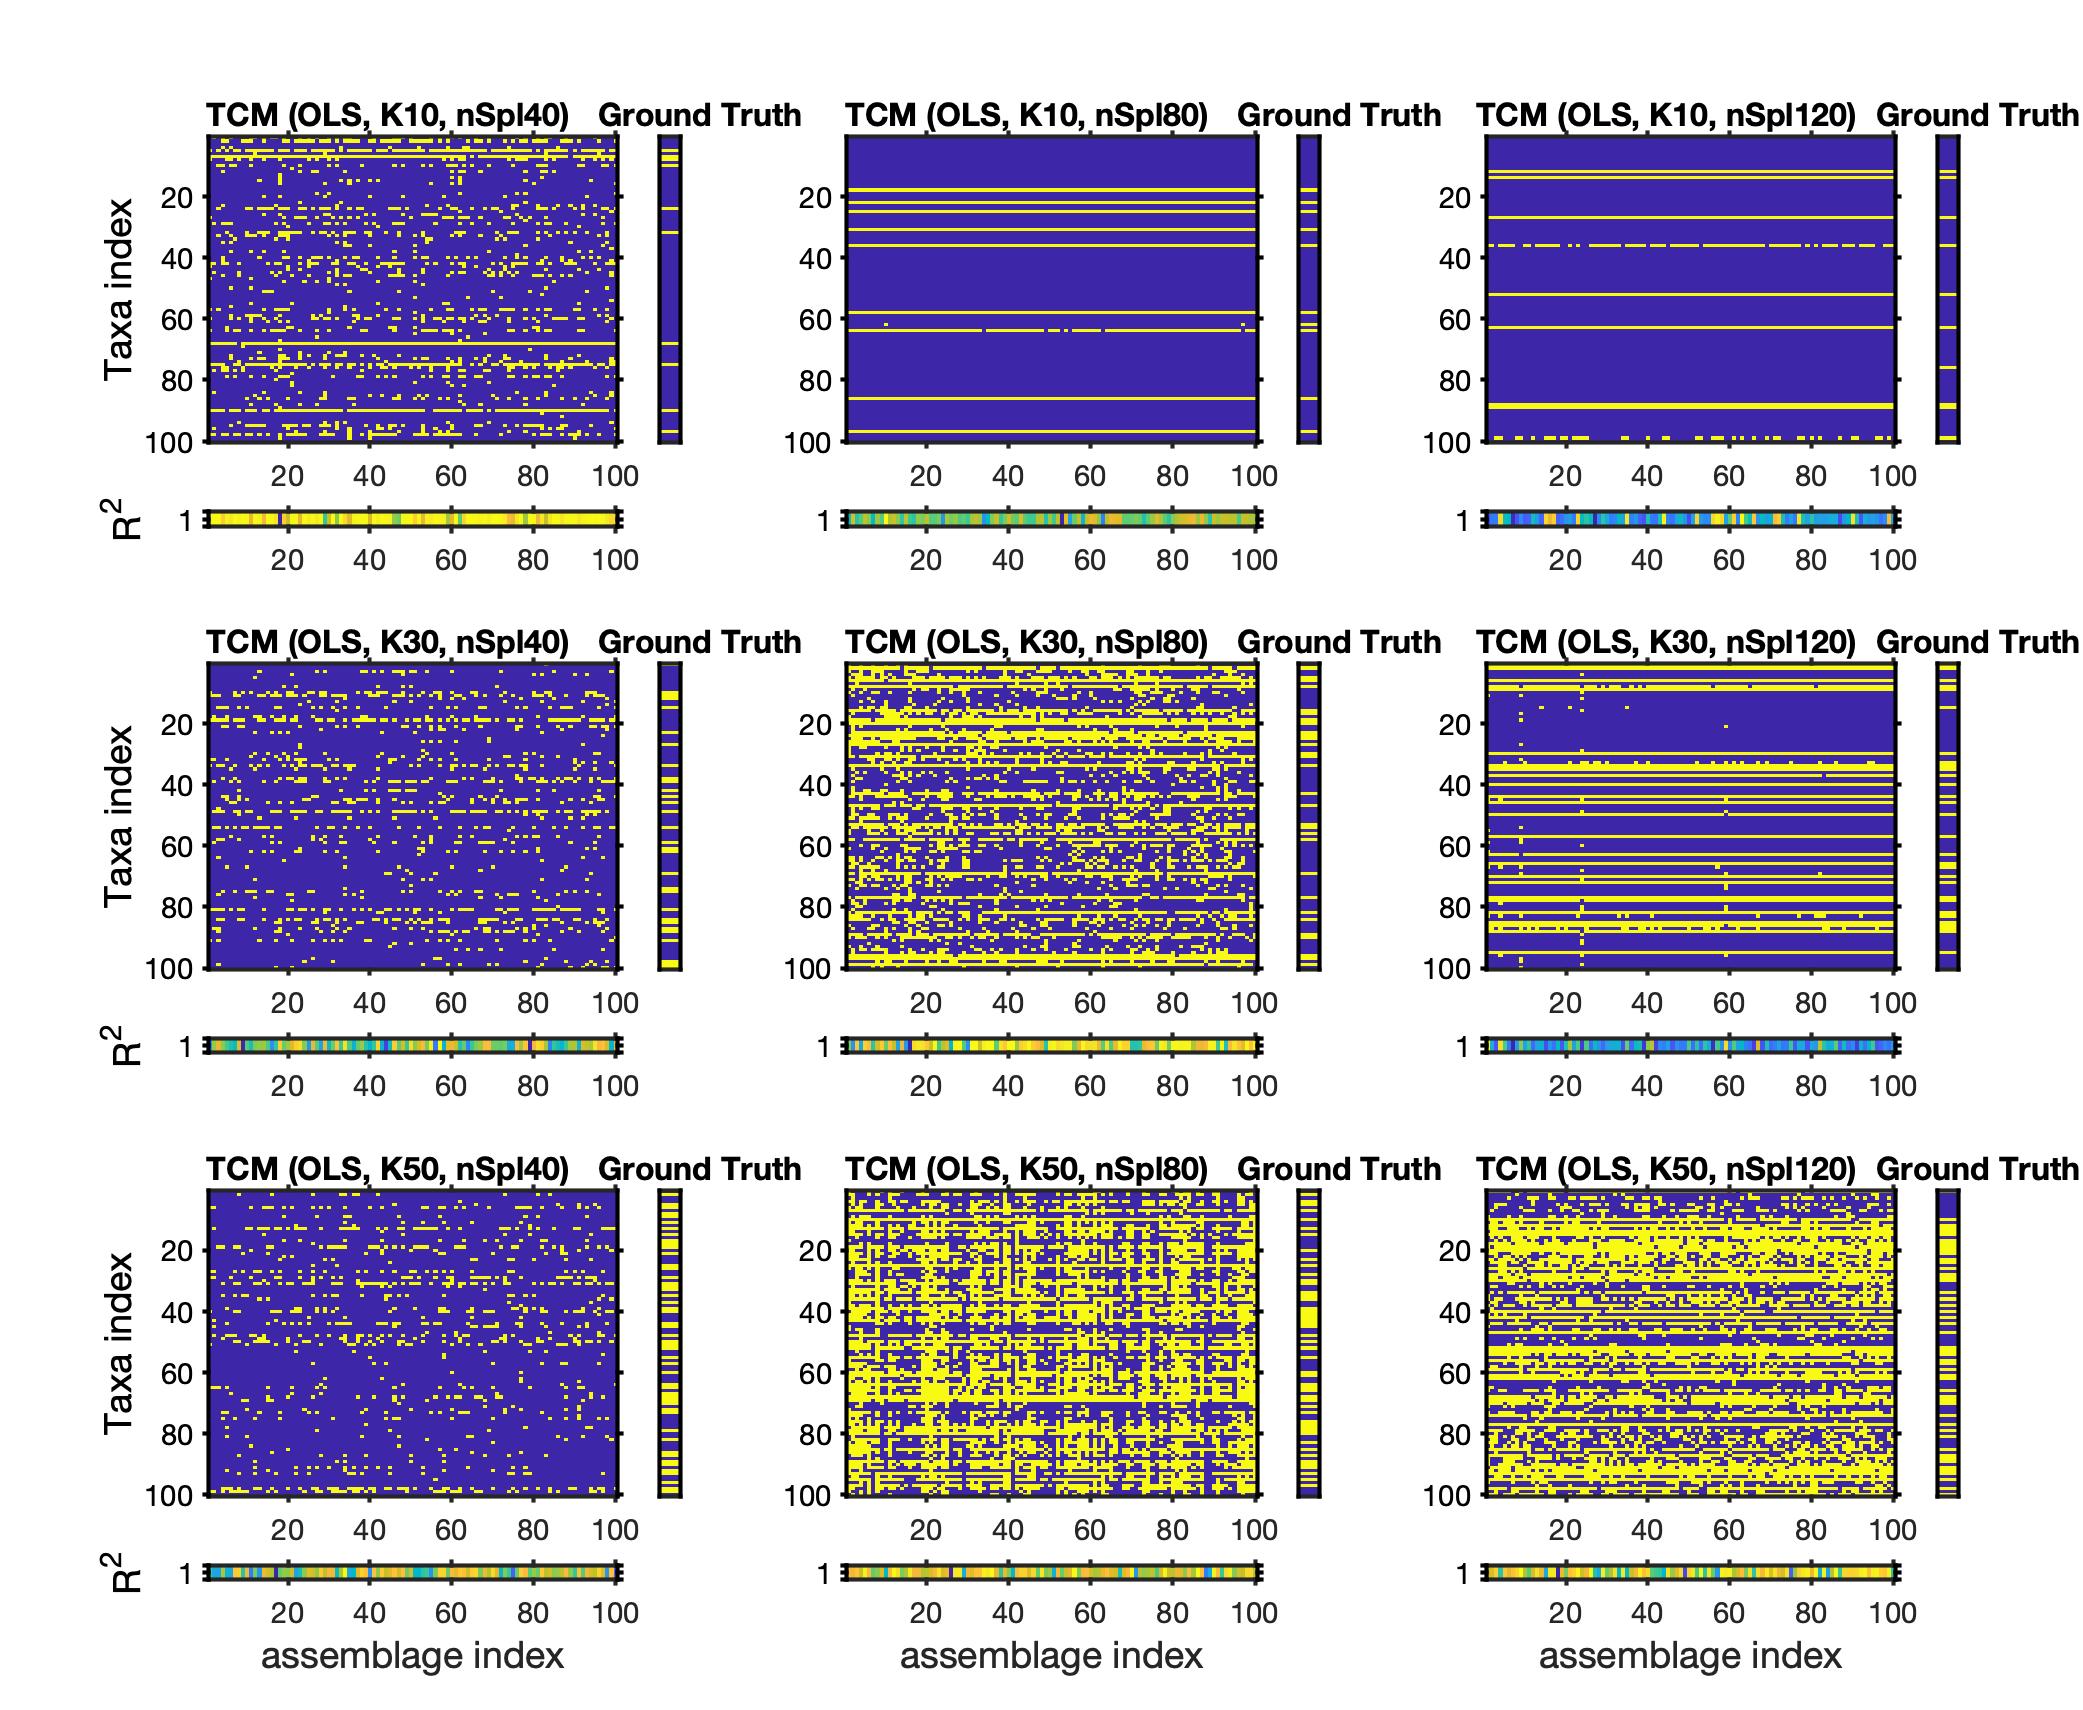 TCM (OLS, K10, nSpl40) Ground Truth TCM (OLS, K10, nSpl80) Ground Truth TCM (OLS, K10, nSpl120) Ground Truth
Taxa index
20 20 20
40 40 40
60 60 60
80 80 80
100 100 100
20 40 60 80 100 20 40 60 80 100 20 40 60 80 100
R² 1 1 1
20 40 60 80 100 20 40 60 80 100 20 40 60 80 100
TCM (OLS, K30, nSpl40) Ground Truth TCM (OLS, K30, nSpl80) Ground Truth TCM (OLS, K30, nSpl120) Ground Truth
Taxa index
20 20 20
40 40 40
60 60 60
80 80 80
100 100 100
20 40 60 80 100 20 40 60 80 100 20 40 60 80 100
R² 1 1 1
20 40 60 80 100 20 40 60 80 100 20 40 60 80 100
TCM (OLS, K50, nSpl40) Ground Truth TCM (OLS, K50, nSpl80) Ground Truth TCM (OLS, K50, nSpl120) Ground Truth
Taxa index
20 20 20
40 40 40
60 60 60
80 80 80
100 100 100
20 40 60 80 100 20 40 60 80 100 20 40 60 80 100
R² 1 1 1
20 40 60 80 100 20 40 60 80 100 20 40 60 80 100
assemblage index assemblage index assemblage index